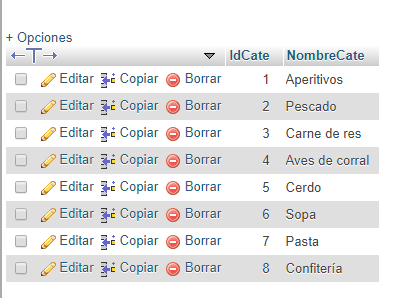 + Opciones
IdCate NombreCate
Editar Copiar Borrar 1 Aperitivos
Editar Copiar Borrar 2 Pescado
Editar Copiar Borrar 3 Carne de res
Editar Copiar Borrar 4 Aves de corral
Editar Copiar Borrar 5 Cerdo
Editar Copiar Borrar 6 Sopa
Editar Copiar Borrar 7 Pasta
Editar Copiar Borrar 8 Confitería